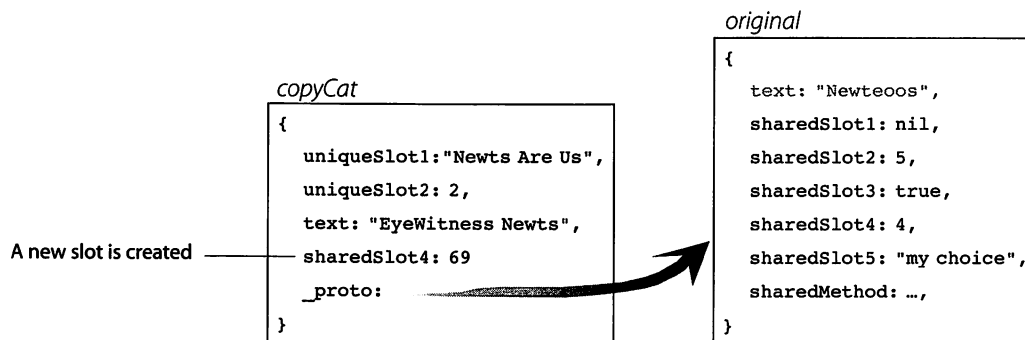 original
{
text: "Newteoos",
sharedSlot1: nil,
sharedSlot2: 5,
sharedSlot3: true,
sharedSlot4: 4,
sharedSlot5: "my choice",
sharedMethod: …,
}
copyCat
{
uniqueSlot1:"Newts Are Us",
uniqueSlot2: 2,
text: "EyeWitness Newts",
sharedSlot4: 69
_proto:
}
A new slot is created